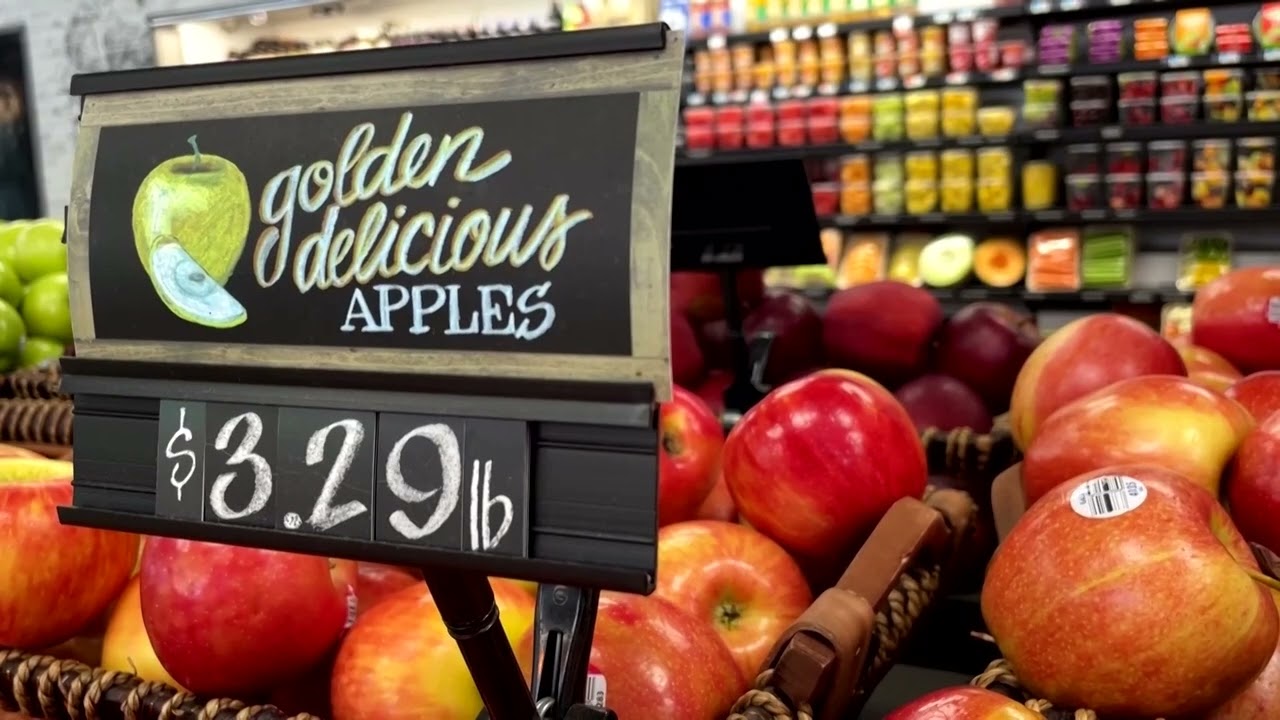 golden
delicious
APPLES
$3.29lb